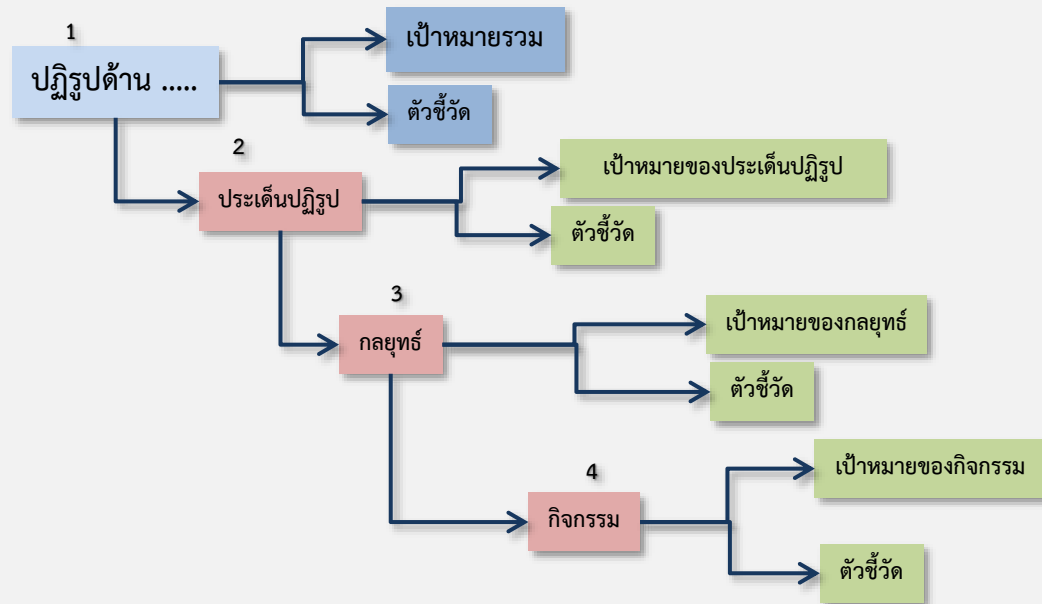 1
ปฏิรูปด้าน .....
เป้าหมายรวม
ตัวชี้วัด
2
ประเด็นปฏิรูป
เป้าหมายของประเด็นปฏิรูป
ตัวชี้วัด
3
กลยุทธ์
เป้าหมายของกลยุทธ์
ตัวชี้วัด
4
กิจกรรม
เป้าหมายของกิจกรรม
ตัวชี้วัด